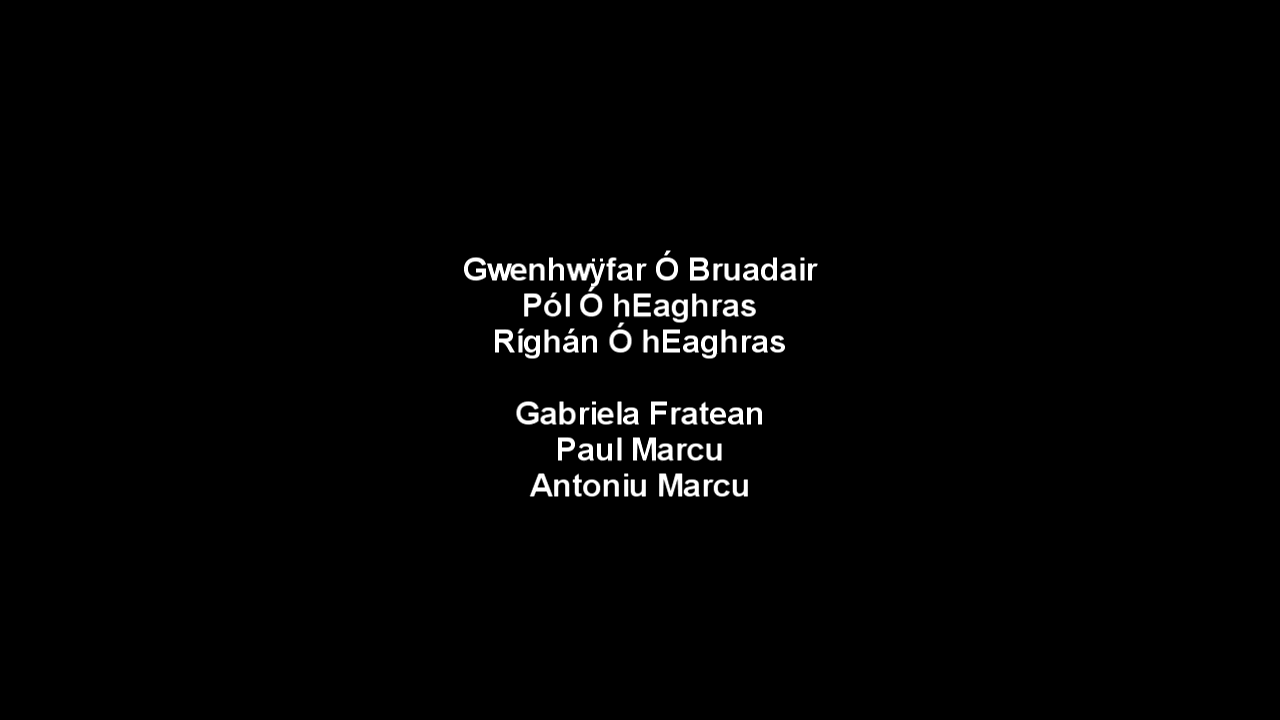 Gwenhwÿfar Ó Bruadair
Pól Ó hEaghras
Ríghán Ó hEaghras
Gabriela Fratean
Paul Marcu
Antoniu Marcu